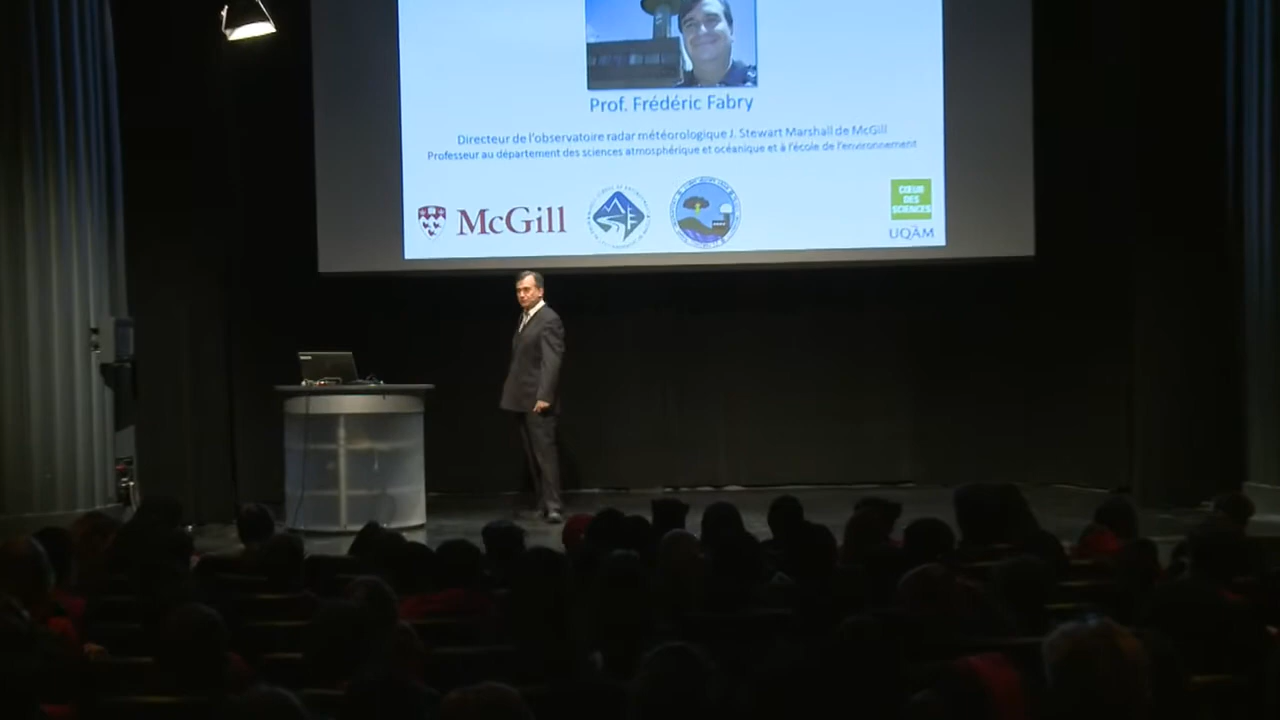 Prof. Frédéric Fabry
Directeur de l'observatoire radar météorologique J. Stewart Marshall de McGill
Professeur au département des sciences atmosphérique et océanique et à l'école de l'environnement
McGill
CŒUR
DES
SCIENCES
UQÀM